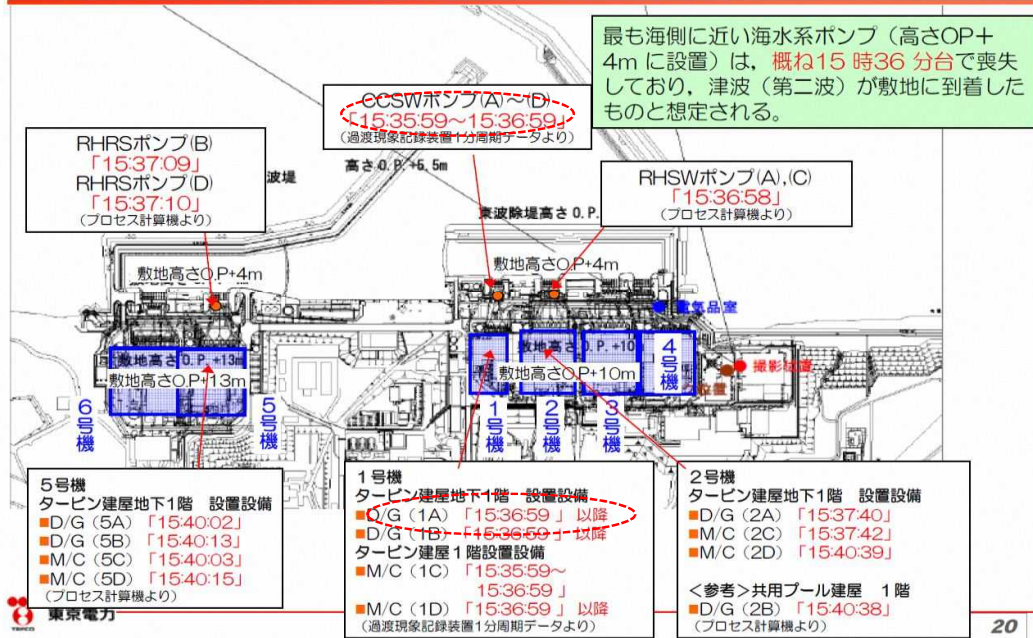 最も海側に近い海水系ポンプ（高さOP＋
4m に設置）は，概ね15 時36 分台で喪失
しており，津波（第二波）が敷地に到着した
ものと想定される。
CCSWポンプ(A)～(D)
「15:35:59～15:36:59」
（過渡現象記録装置1分周期データより）
RHRSポンプ(B)
「15:37:09」
RHRSポンプ(D)
「15:37:10」
（プロセス計算機より）
波堤
高さ O.P.+5.5m
RHSWポンプ(A),(C)
「15:36:58」
（プロセス計算機より）
東波除堤高さ O.P.
敷地高さO.P+4m
敷地高さO.P+4m
電気品室
敷地高さ O.P.+13m
敷地高さO.P+13m
敷地高さ O.P.+10
敷地高さO.P+10m
撮影位置
6号機
5号機
1号機
2号機
3号機
4号機
5号機
タービン建屋地下1階　設置設備
■D/G（5A）「15:40:02」
■D/G（5B）「15:40:13」
■M/C（5C）「15:40:03」
■M/C（5D）「15:40:15」
（プロセス計算機より）
1号機
タービン建屋地下1階　設置設備
■D/G（1A）「15:36:59 」以降
■D/G（1B）「15:36:59 」以降
タービン建屋1階設置設備
■M/C（1C）「15:35:59～
15:36:59 」
■M/C（1D）「15:36:59 」以降
（過渡現象記録装置1分周期データより）
2号機
タービン建屋地下1階　設置設備
■D/G（2A）「15:37:40」
■M/C（2C）「15:37:42」
■M/C（2D）「15:40:39」
＜参考＞共用プール建屋　1階
■D/G（2B）「15:40:38」
（プロセス計算機より）
TEPCO
東京電力
20